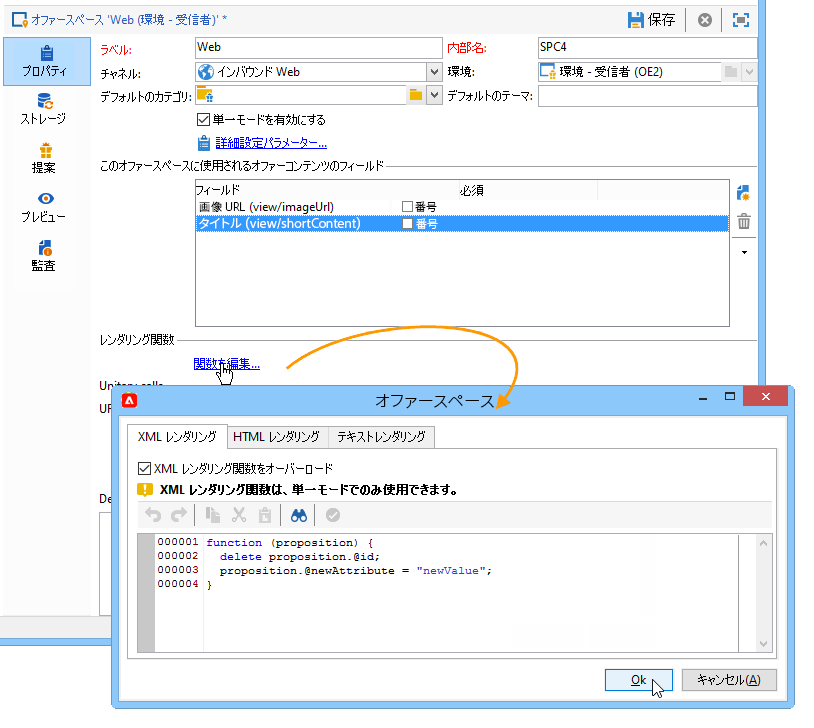 オファースペース 'Web (環境 - 受信者)' *
保存
プロパティ
ストレージ
提案
プレビュー
監査
ラベル:
Web
内部名:
SPC4
チャネル:
インバウンド Web
環境:
環境 - 受信者 (OE2)
デフォルトのカテゴリ:
デフォルトのテーマ:
単一モードを有効にする
詳細設定パラメーター...
このオファースペースに使用されるオファーコンテンツのフィールド
フィールド
必須
画像 URL (view/imageUrl)
番号
タイトル (view/shortContent)
番号
レンダリング関数
関数を編集...
Unitary calls
UR
De
オファースペース
XML レンダリング
HTML レンダリング
テキストレンダリング
XML レンダリング関数をオーバーロード
XML レンダリング関数は、単一モードでのみ使用できます。
000001 function (proposition) {
000002 delete proposition.@id;
000003 proposition.@newAttribute = "newValue";
000004 }
Ok
キャンセル(A)